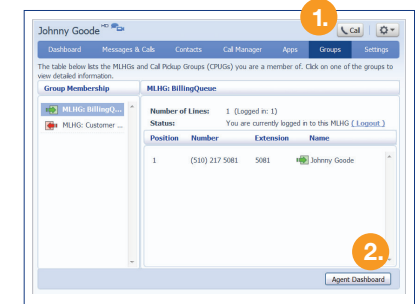 Johnny Goode
1.
Call
Dashboard Messages & Calls Contacts Call Manager Apps Groups Settings
The table below lists the MLHGs and Call Pickup Groups (CPUGs) you are a member of. Click on one of the groups to
view detailed information.
Group Membership
MLHG: BillingQ...
MLHG: Customer ...
MLHG: BillingQueue
Number of Lines: 1 (Logged in: 1)
Status: You are currently logged in to this MLHG ( Logout )
Position Number Extension Name
1 (510) 217 5081 5081 Johnny Goode
2.
Agent Dashboard